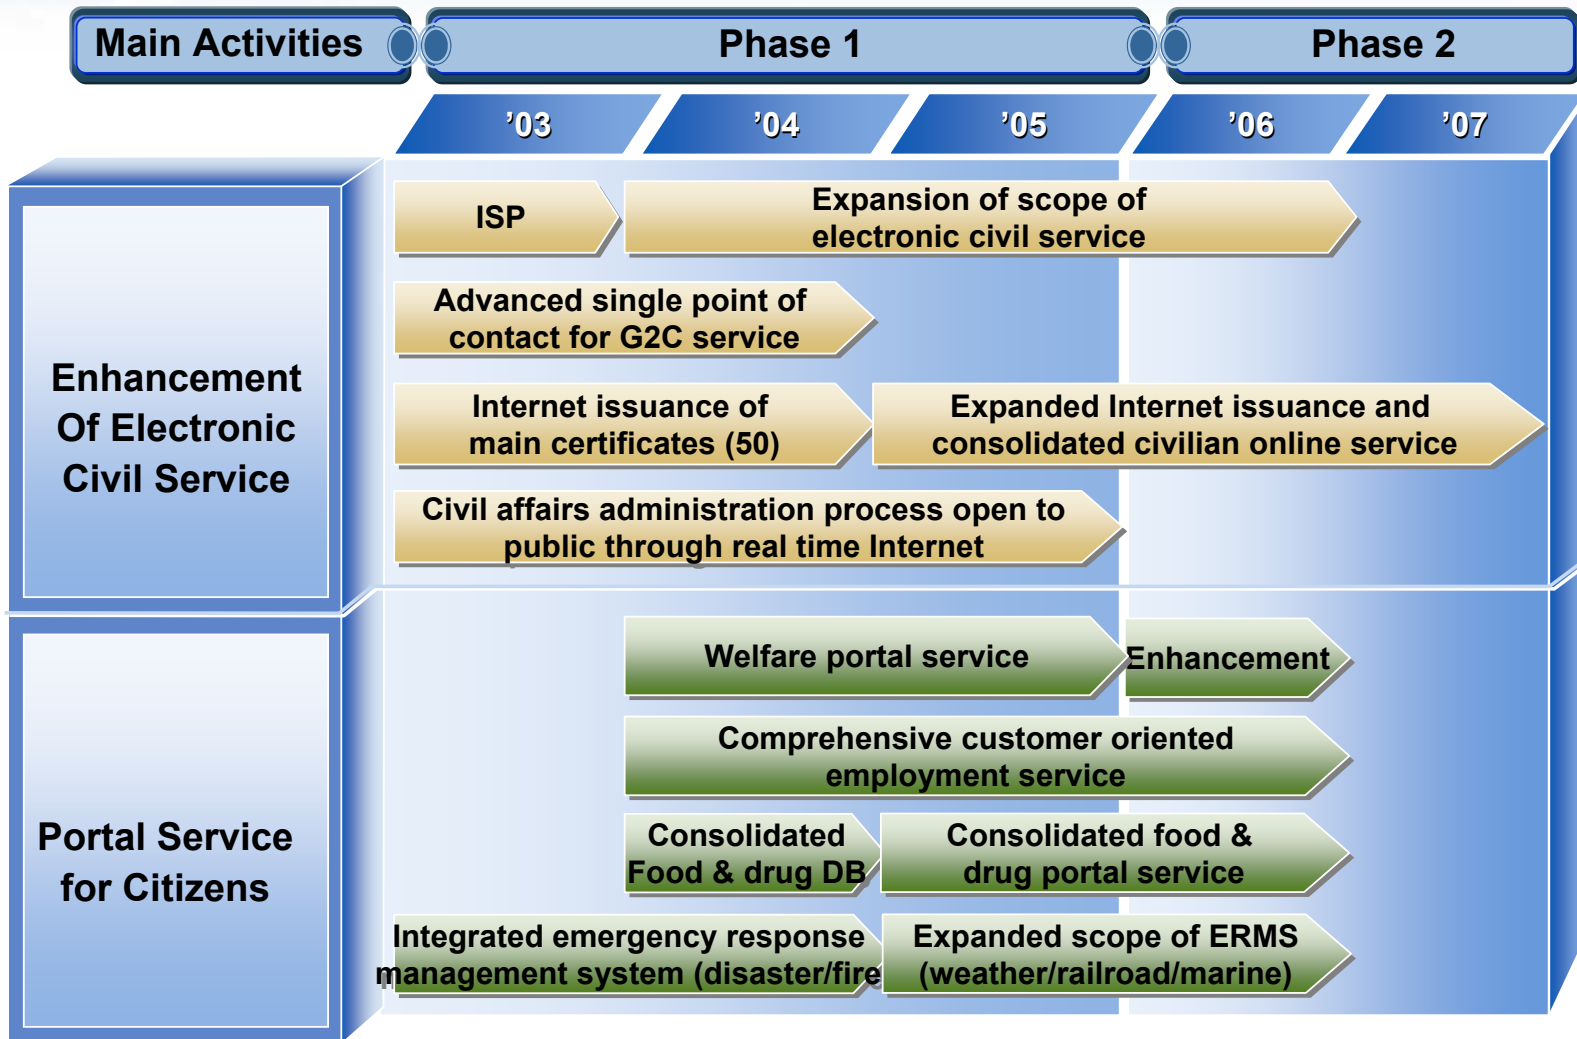 Main Activities
Phase 1
Phase 2
’03
’04
’05
’06
’07
Enhancement
Of Electronic
Civil Service
ISP
Expansion of scope of
electronic civil service
Advanced single point of
contact for G2C service
Internet issuance of
main certificates (50)
Expanded Internet issuance and
consolidated civilian online service
Civil affairs administration process open to
public through real time Internet
Portal Service
for Citizens
Welfare portal service
Enhancement
Comprehensive customer oriented
employment service
Consolidated
Food & drug DB
Consolidated food &
drug portal service
Integrated emergency response
management system (disaster/fire
Expanded scope of ERMS
(weather/railroad/marine)